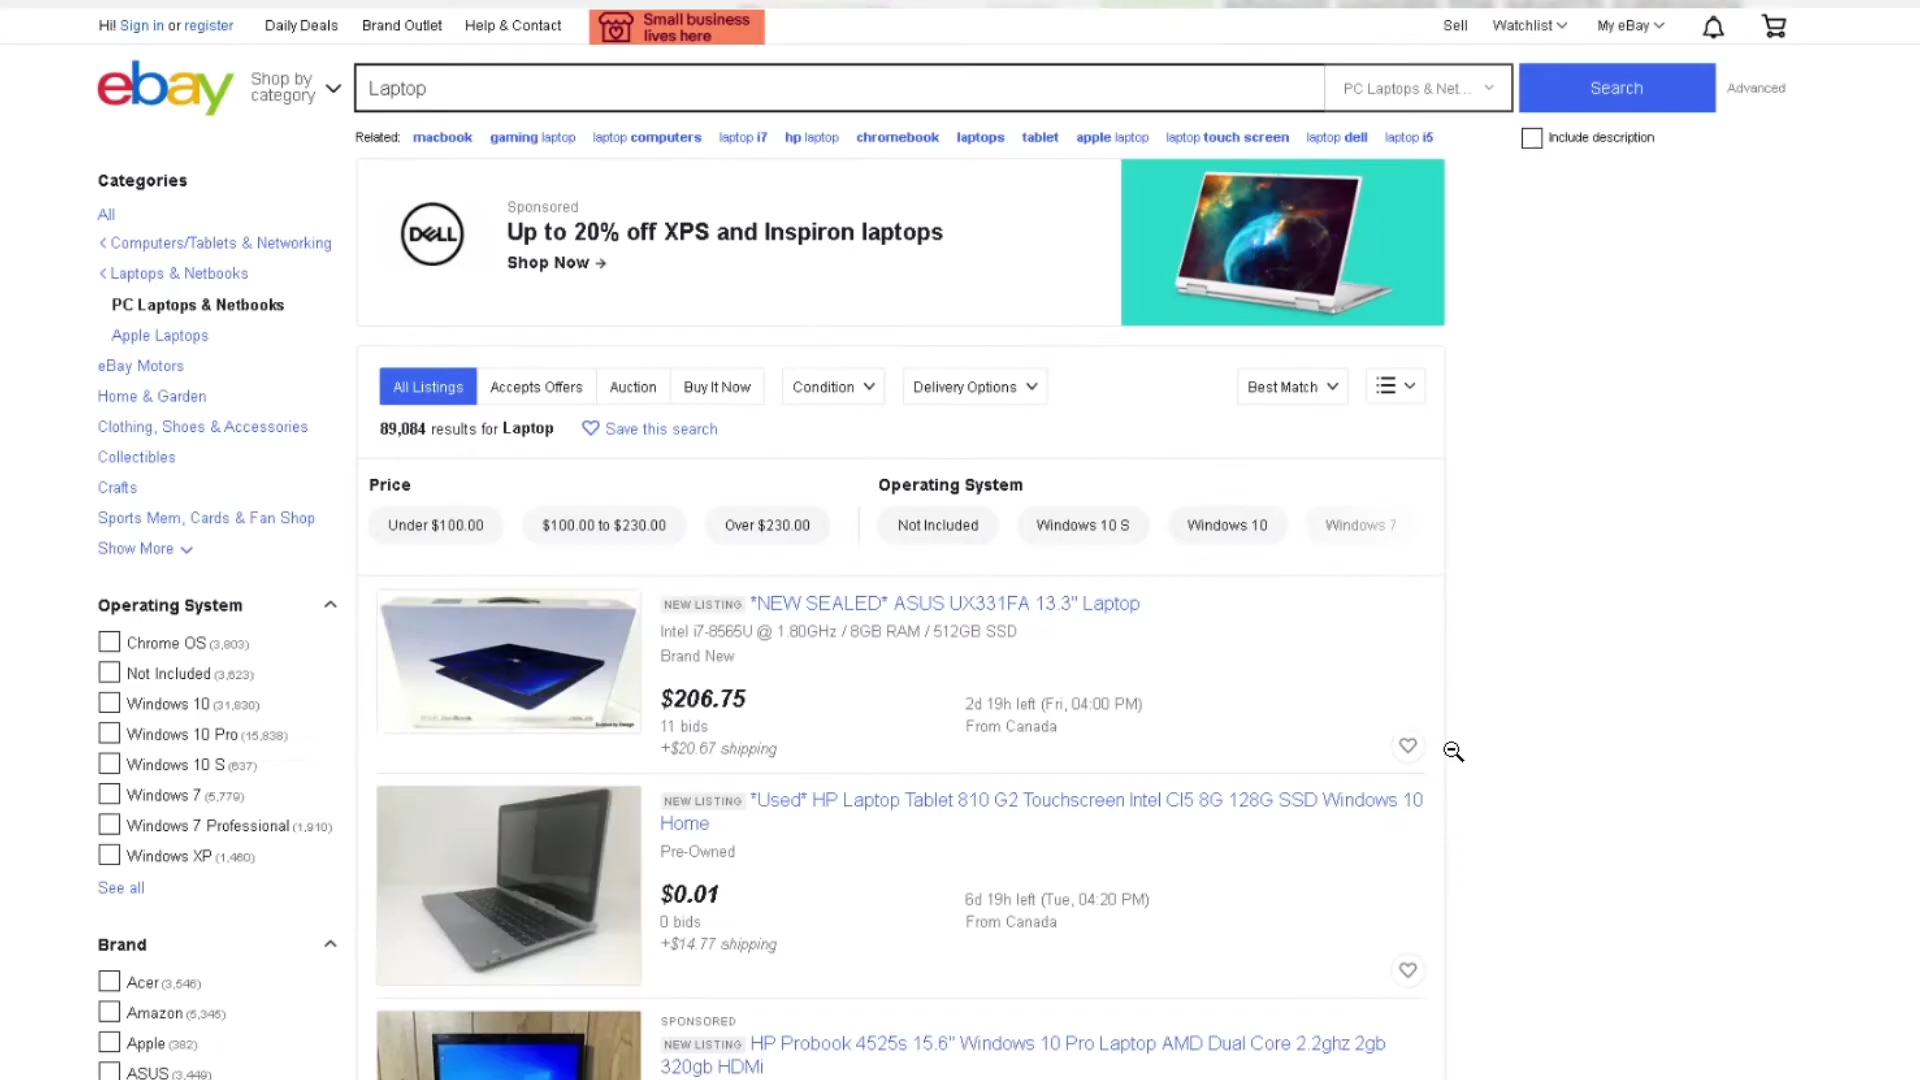 Hi! Sign in or register Daily Deals Brand Outlet Help & Contact Small business lives here Sell Watchlist My eBay
ebay Shop by category Laptop PC Laptops & Net... Search Advanced
Related: macbook gaming laptop laptop computers laptop i7 hp laptop chromebook laptops tablet apple laptop laptop touch screen laptop dell laptop i5 Include description
Categories
All
Computers/Tablets & Networking
Laptops & Netbooks
PC Laptops & Netbooks
Apple Laptops
eBay Motors
Home & Garden
Clothing, Shoes & Accessories
Collectibles
Crafts
Sports Mem, Cards & Fan Shop
Show More
Operating System
Chrome OS (3,803)
Not Included (3,623)
Windows 10 (31,830)
Windows 10 Pro (15,838)
Windows 10 S (637)
Windows 7 (5,779)
Windows 7 Professional (1,910)
Windows XP (1,460)
See all
Brand
Acer (3,546)
Amazon (5,345)
Apple (382)
ASUS (3,449)
DELL
Sponsored
Up to 20% off XPS and Inspiron laptops
Shop Now →
All Listings Accepts Offers Auction Buy It Now Condition Delivery Options Best Match
89,084 results for Laptop Save this search
Price Operating System
Under $100.00 $100.00 to $230.00 Over $230.00 Not Included Windows 10 S Windows 10 Windows 7
NEW LISTING *NEW SEALED* ASUS UX331FA 13.3" Laptop
Intel i7-8565U @ 1.80GHz / 8GB RAM / 512GB SSD
Brand New
$206.75 2d 19h left (Fri, 04:00 PM)
11 bids From Canada
+$20.67 shipping
NEW LISTING *Used* HP Laptop Tablet 810 G2 Touchscreen Intel CI5 8G 128G SSD Windows 10
Home
Pre-Owned
$0.01 6d 19h left (Tue, 04:20 PM)
0 bids From Canada
+$14.77 shipping
SPONSORED
NEW LISTING HP Probook 4525s 15.6" Windows 10 Pro Laptop AMD Dual Core 2.2ghz 2gb
320gb HDMi